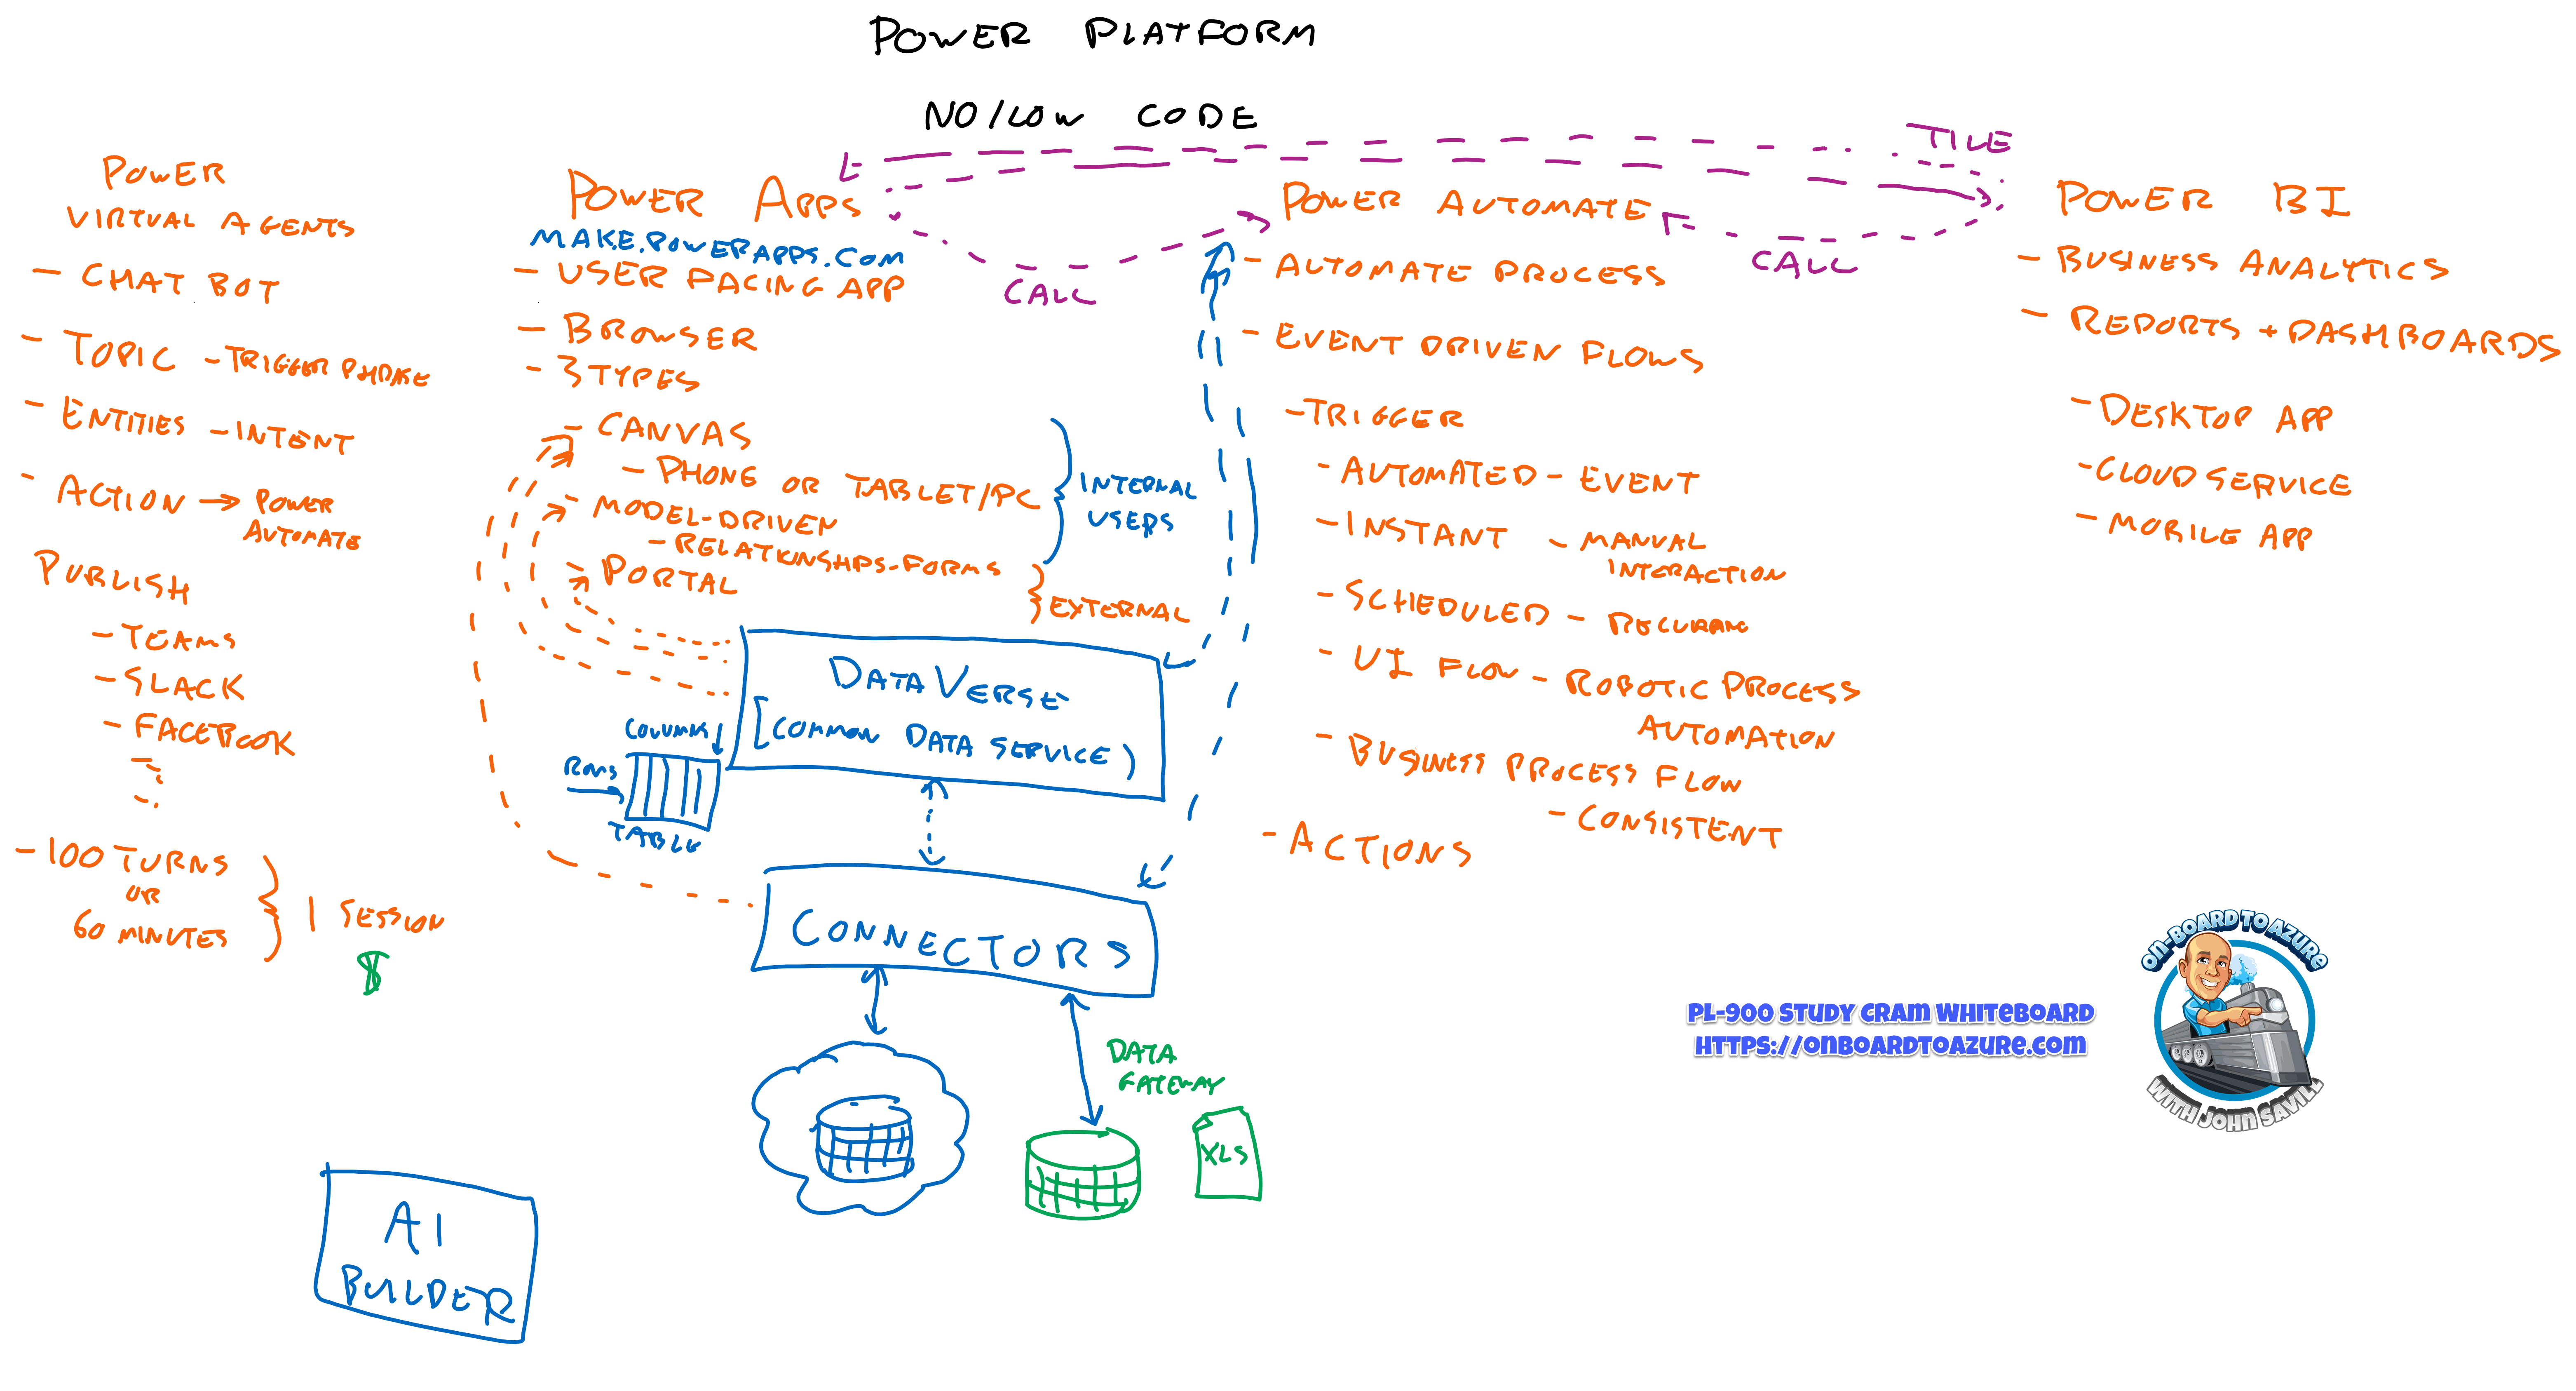 POWER PLATFORM
NO/LOW CODE
TILE
POWER
VIRTUAL AGENTS
- CHAT BOT
- TOPIC - TRIGGER PHRASE
- ENTITIES - INTENT
- ACTION → POWER
AUTOMATE
PUBLISH
- TEAMS
- SLACK
- FACEBOOK
- 100 TURNS
OR
60 MINUTES
1 SESSION
$
POWER APPS
MAKE.POWERAPPS.COM
- USER FACING APP
- BROWSER
- 3 TYPES
- CANVAS
- PHONE OR TABLET/PC
- MODEL-DRIVEN
- RELATIONSHIPS-FORMS
- PORTAL
INTERNAL
USERS
EXTERNAL
CALL
POWER AUTOMATE
- AUTOMATE PROCESS
- EVENT DRIVEN FLOWS
- TRIGGER
- AUTOMATED - EVENT
- INSTANT - MANUAL
INTERACTION
- SCHEDULED -
- UI FLOW - ROBOTIC PROCESS
AUTOMATION
- BUSINESS PROCESS FLOW
- CONSISTENT
- ACTIONS
CALL
POWER BI
- BUSINESS ANALYTICS
- REPORTS + DASHBOARDS
- DESKTOP APP
- CLOUD SERVICE
- MOBILE APP
DATAVERSE
[COMMON DATA SERVICE)
COLUMNS
ROWS
TABLE
CONNECTORS
DATA
GATEWAY
XLS
AI
BUILDER
PL-900 Study Cram Whiteboard
https://onboardtoazure.com
ON-BOARD TO AZURE
WITH JOHN SAVILL